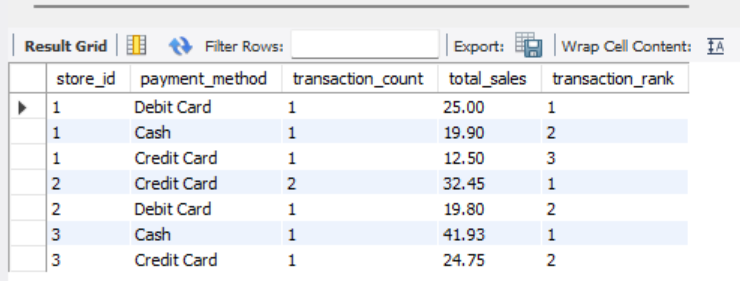 Result Grid Filter Rows: Export: Wrap Cell Content:
store_id payment_method transaction_count total_sales transaction_rank
1 Debit Card 1 25.00 1
1 Cash 1 19.90 2
1 Credit Card 1 12.50 3
2 Credit Card 2 32.45 1
2 Debit Card 1 19.80 2
3 Cash 1 41.93 1
3 Credit Card 1 24.75 2